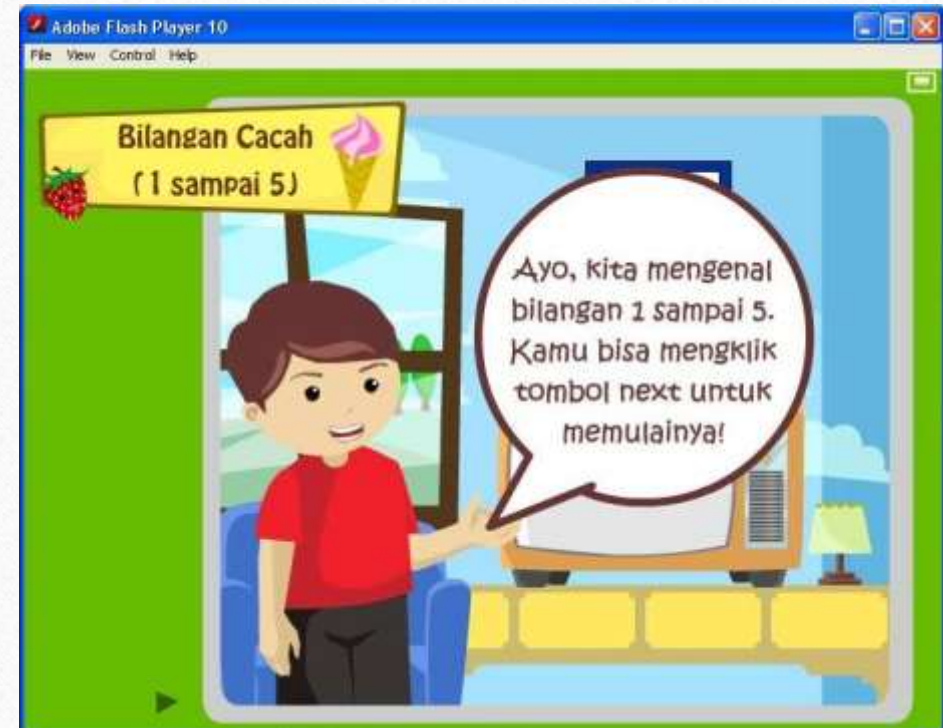 Adobe Flash Player 10
File View Control Help
Bilangan Cacah
(1 sampai 5)
Ayo, kita mengenal
bilangan 1 sampai 5.
Kamu bisa mengklik
tombol next untuk
memulainya!